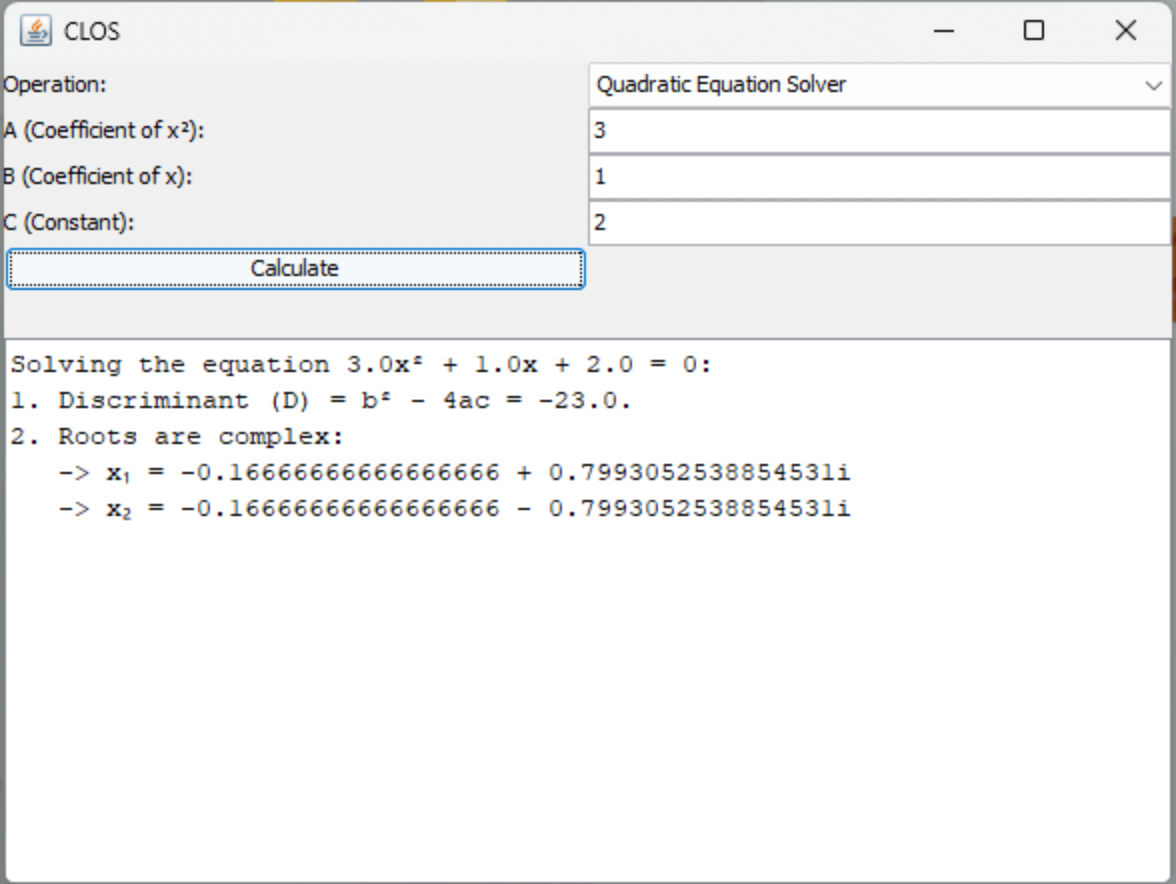 CLOS
Operation: Quadratic Equation Solver
A (Coefficient of x²): 3
B (Coefficient of x): 1
C (Constant): 2
Calculate
Solving the equation 3.0x² + 1.0x + 2.0 = 0:
1. Discriminant (D) = b² - 4ac = -23.0.
2. Roots are complex:
-> x₁ = -0.16666666666666666 + 0.7993052538854531i
-> x₂ = -0.16666666666666666 - 0.7993052538854531i